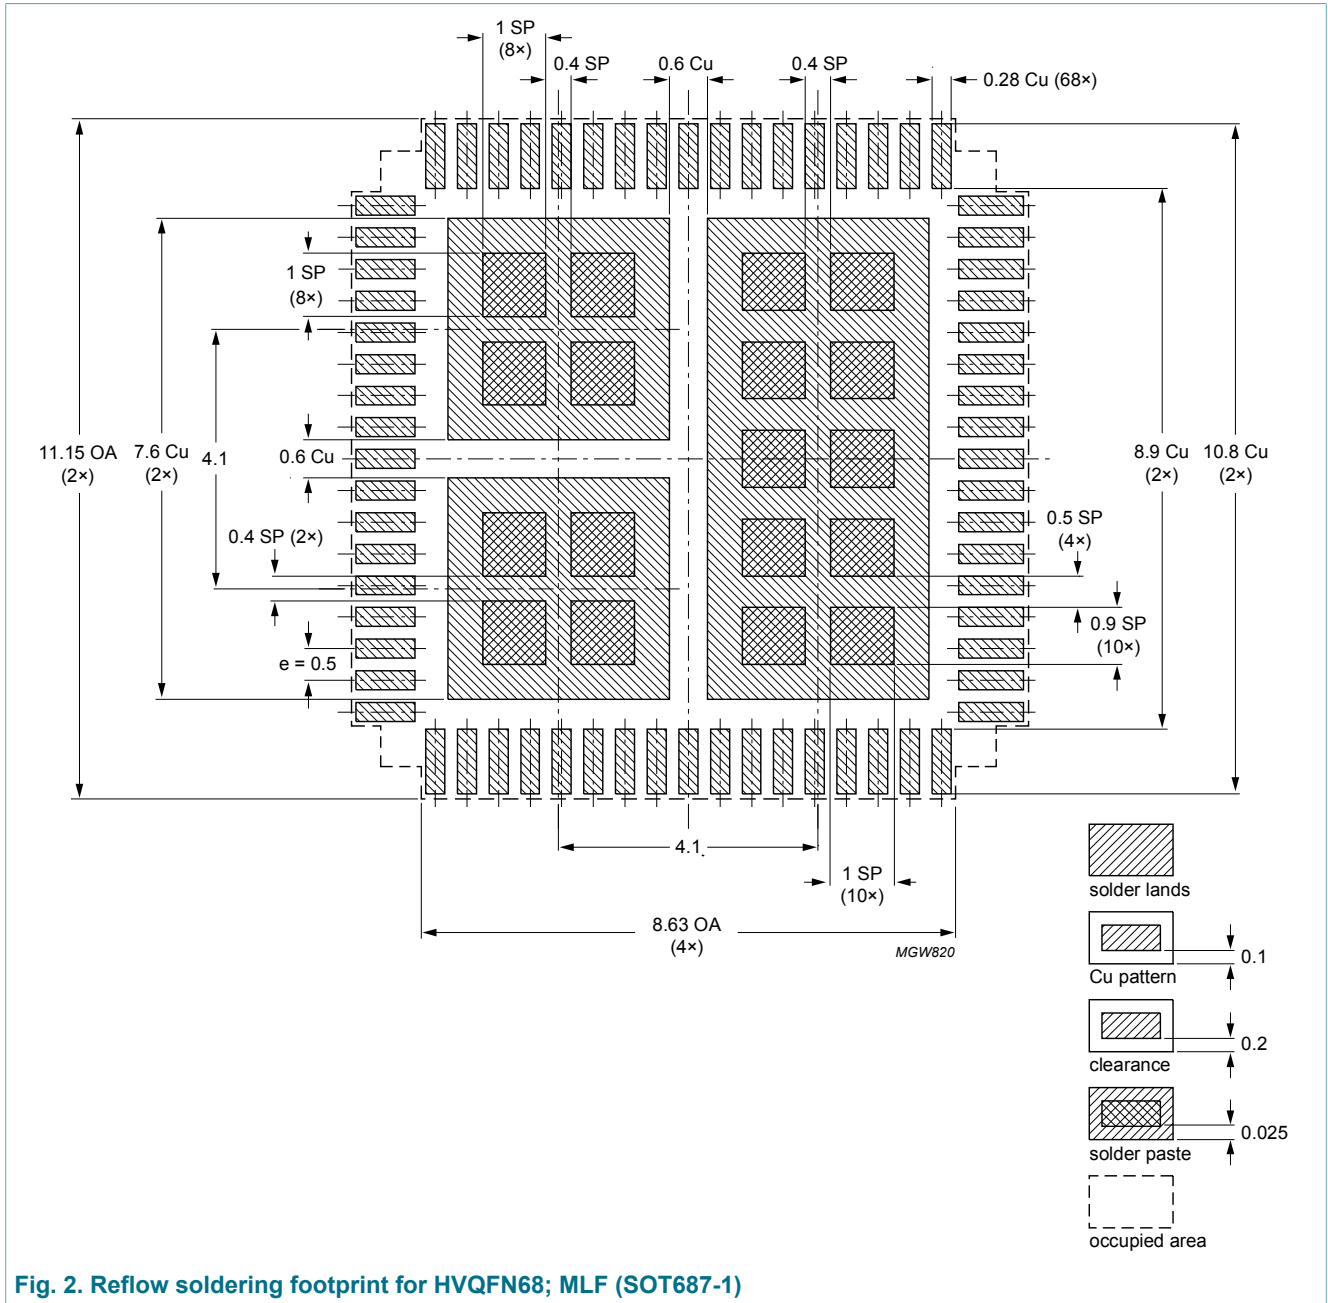 1 SP
(8×)
0.4 SP
0.6 Cu
0.4 SP
0.28 Cu (68×)
1 SP
(8×)
11.15 OA
(2×)
7.6 Cu
(2×)
4.1
0.6 Cu
8.9 Cu
(2×)
10.8 Cu
(2×)
0.4 SP (2×)
0.5 SP
(4×)
0.9 SP
(10×)
e = 0.5
4.1
1 SP
(10×)
8.63 OA
(4×)
MGW820
solder lands
0.1
Cu pattern
0.2
clearance
0.025
solder paste
occupied area
Fig. 2. Reflow soldering footprint for HVQFN68; MLF (SOT687-1)